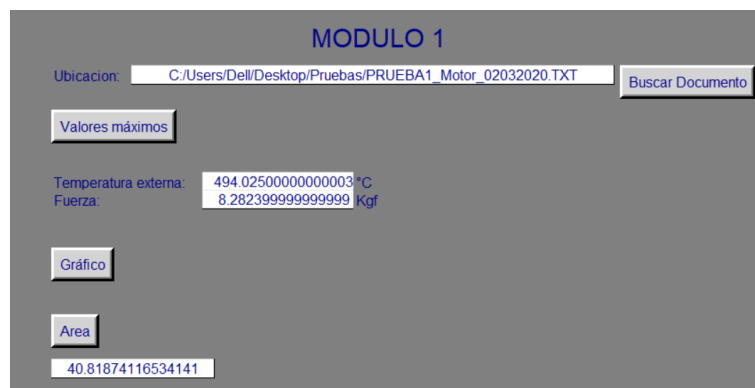 MODULO 1
Ubicacion: C:/Users/Dell/Desktop/Pruebas/PRUEBA1_Motor_02032020.TXT Buscar Documento
Valores máximos
Temperatura externa: 494.02500000000003 °C
Fuerza: 8.282399999999999 Kgf
Gráfico
Area
40.81874116534141